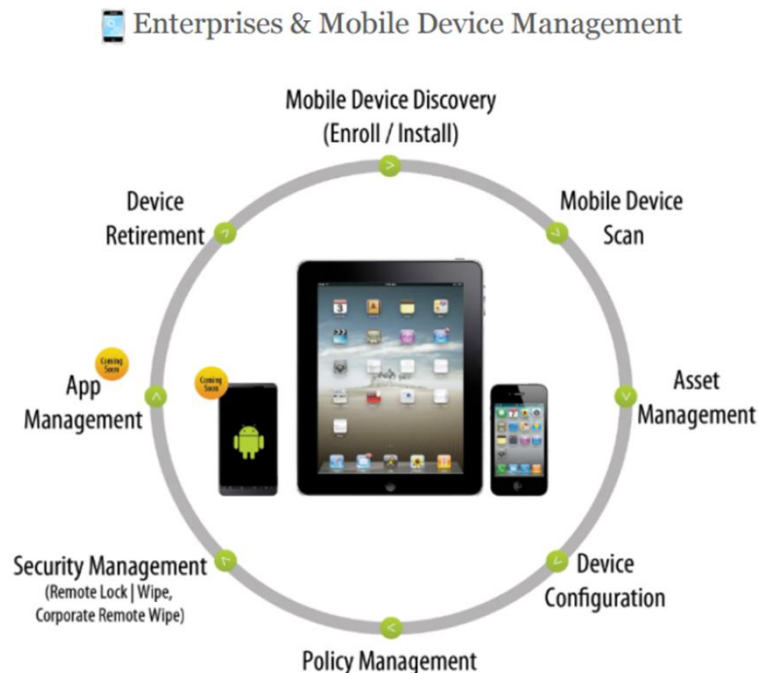 Enterprises & Mobile Device Management
Mobile Device Discovery
(Enroll / Install)
Mobile Device
Scan
Asset
Management
Device
Configuration
Policy Management
Security Management
(Remote Lock | Wipe,
Corporate Remote Wipe)
App
Management
Coming
Soon
Device
Retirement
Coming
Soon
3